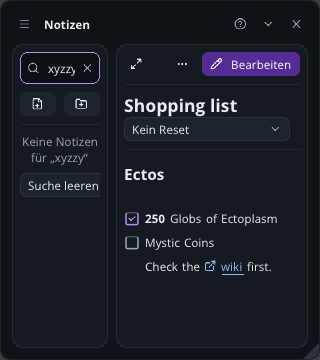 Notizen
xyzzy
Keine Notizen
für „xyzzy“
Suche leeren
Bearbeiten
Shopping list
Kein Reset
Ectos
250 Globs of Ectoplasm
Mystic Coins
Check the wiki first.